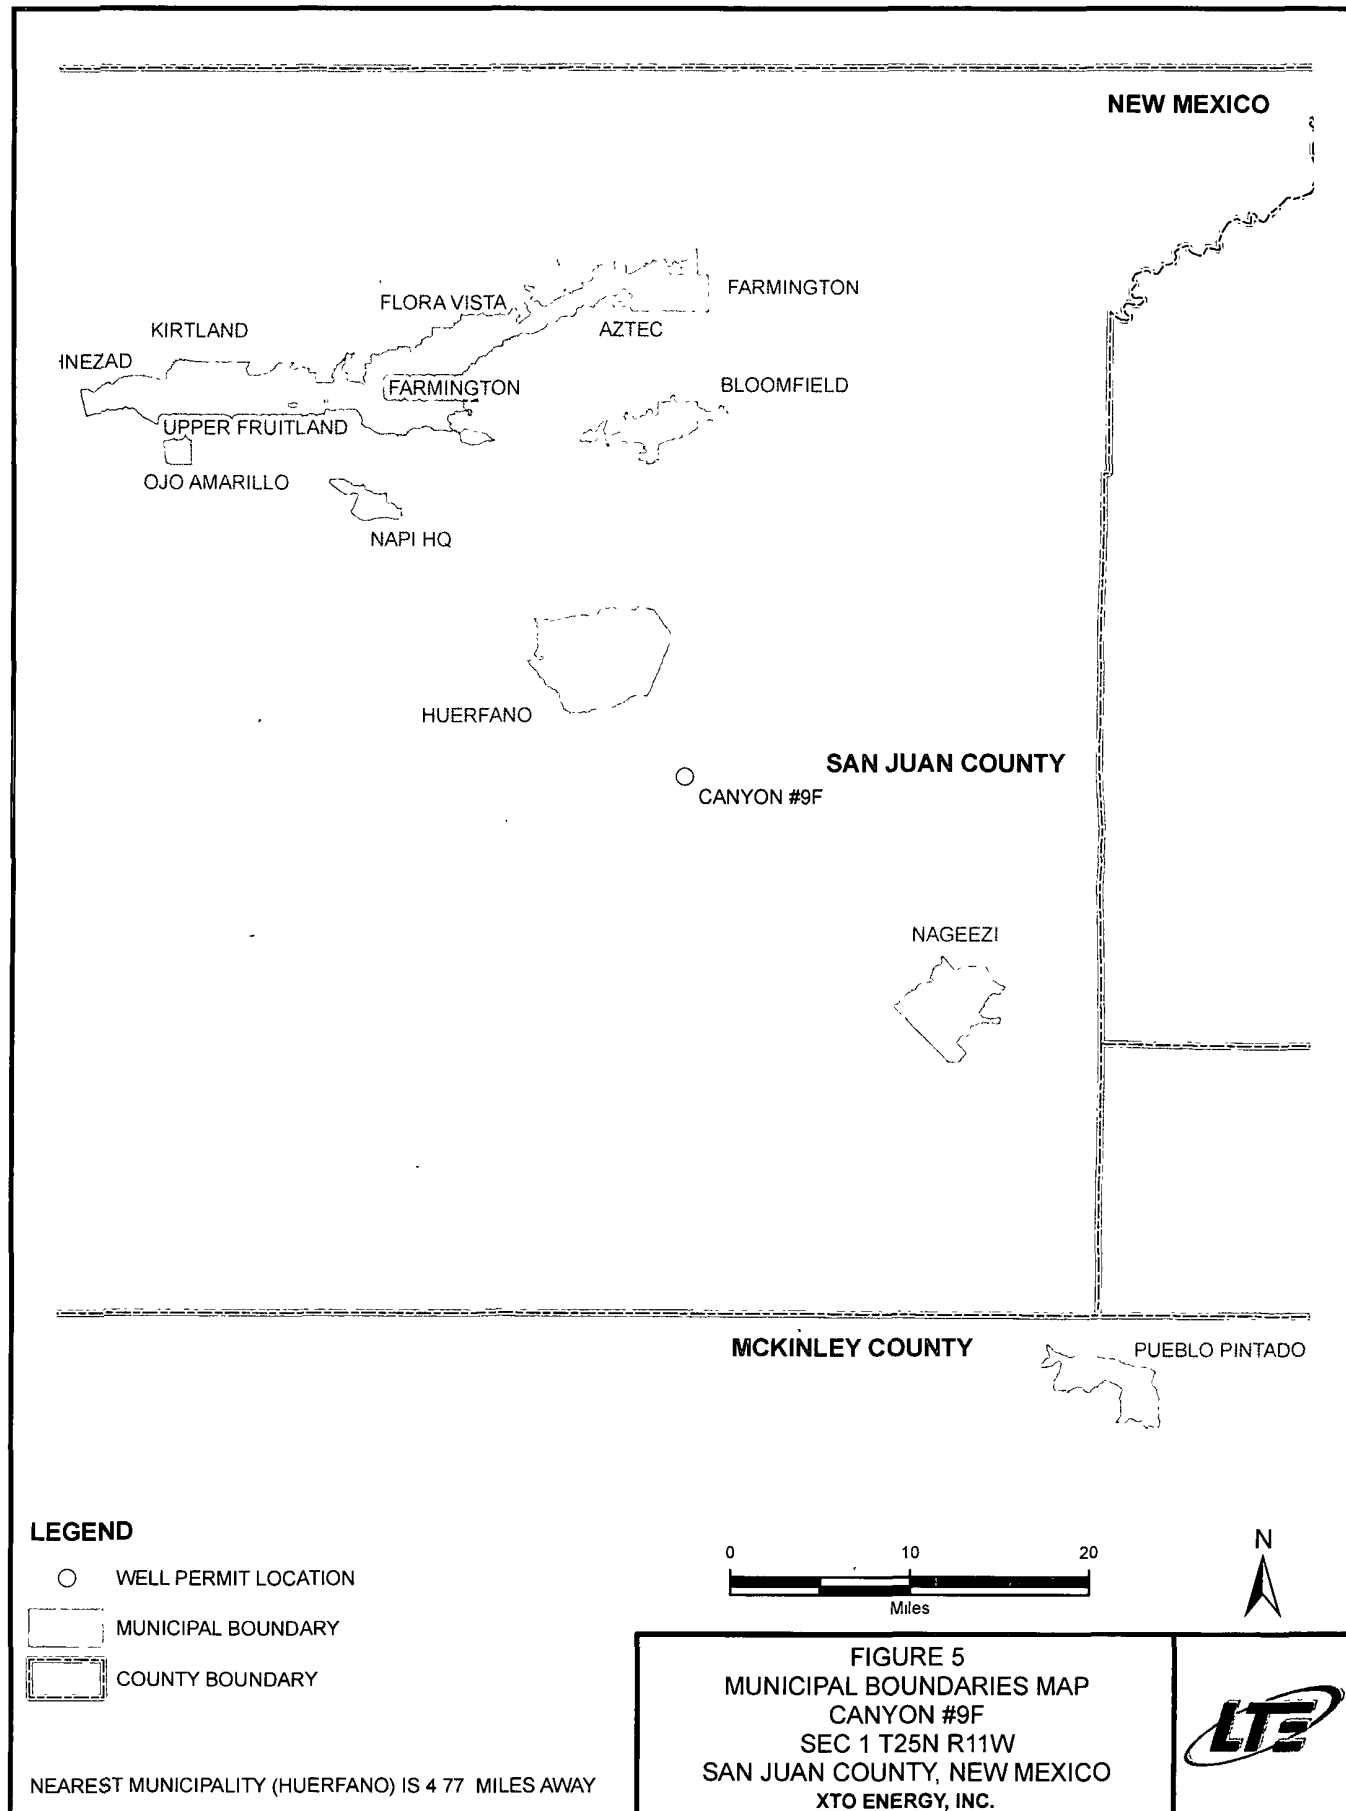 NEW MEXICO
FARMINGTON
FLORA VISTA
AZTEC
KIRTLAND
HNEZAD
FARMINGTON
BLOOMFIELD
UPPER FRUITLAND
OJO AMARILLO
NAPI HQ
HUERFANO
SAN JUAN COUNTY
CANYON #9F
NAGEEZI
MCKINLEY COUNTY
PUEBLO PINTADO
LEGEND
WELL PERMIT LOCATION
MUNICIPAL BOUNDARY
COUNTY BOUNDARY
0 10 20
Miles
N
NEAREST MUNICIPALITY (HUERFANO) IS 4 77 MILES AWAY
FIGURE 5
MUNICIPAL BOUNDARIES MAP
CANYON #9F
SEC 1 T25N R11W
SAN JUAN COUNTY, NEW MEXICO
XTO ENERGY, INC.
LTE